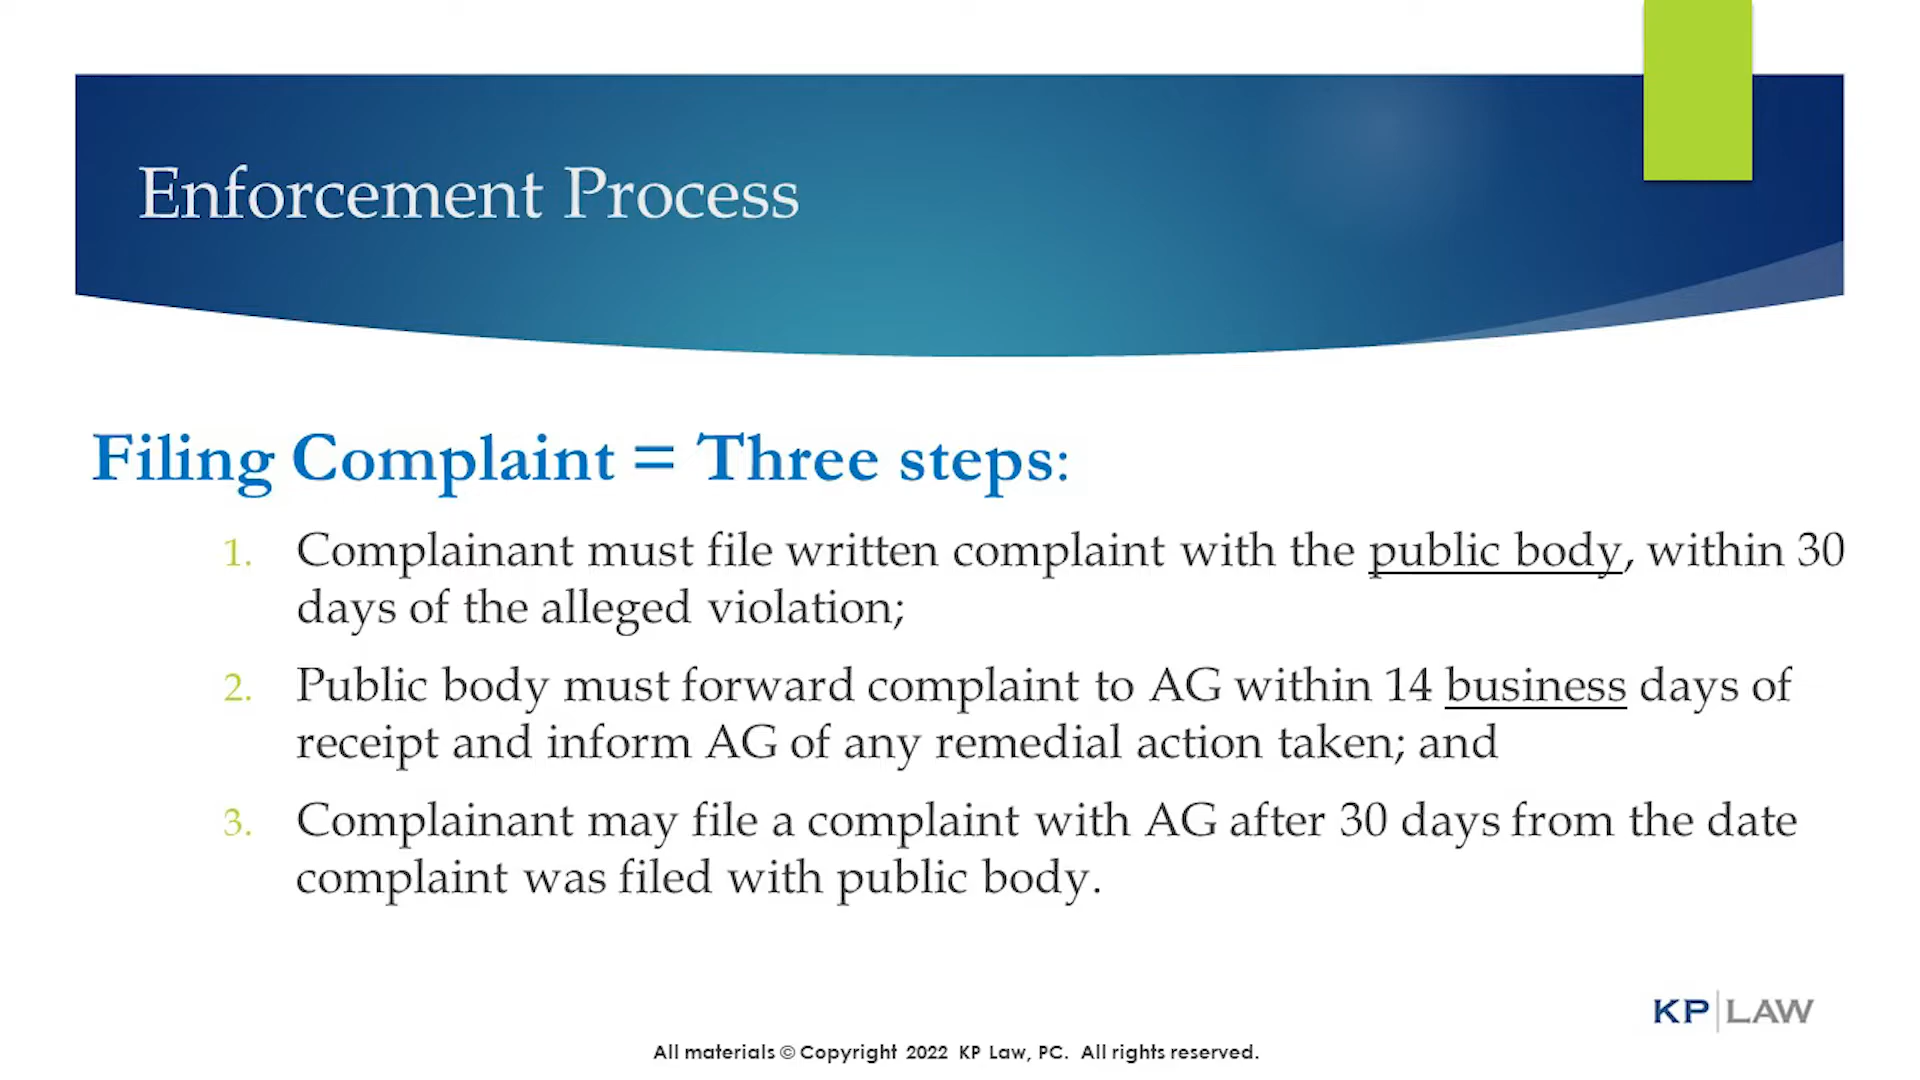 Enforcement Process
Filing Complaint = Three steps:
1. Complainant must file written complaint with the public body, within 30
days of the alleged violation;
2. Public body must forward complaint to AG within 14 business days of
receipt and inform AG of any remedial action taken; and
3. Complainant may file a complaint with AG after 30 days from the date
complaint was filed with public body.
KP|LAW
All materials © Copyright 2022 KP Law, PC. All rights reserved.